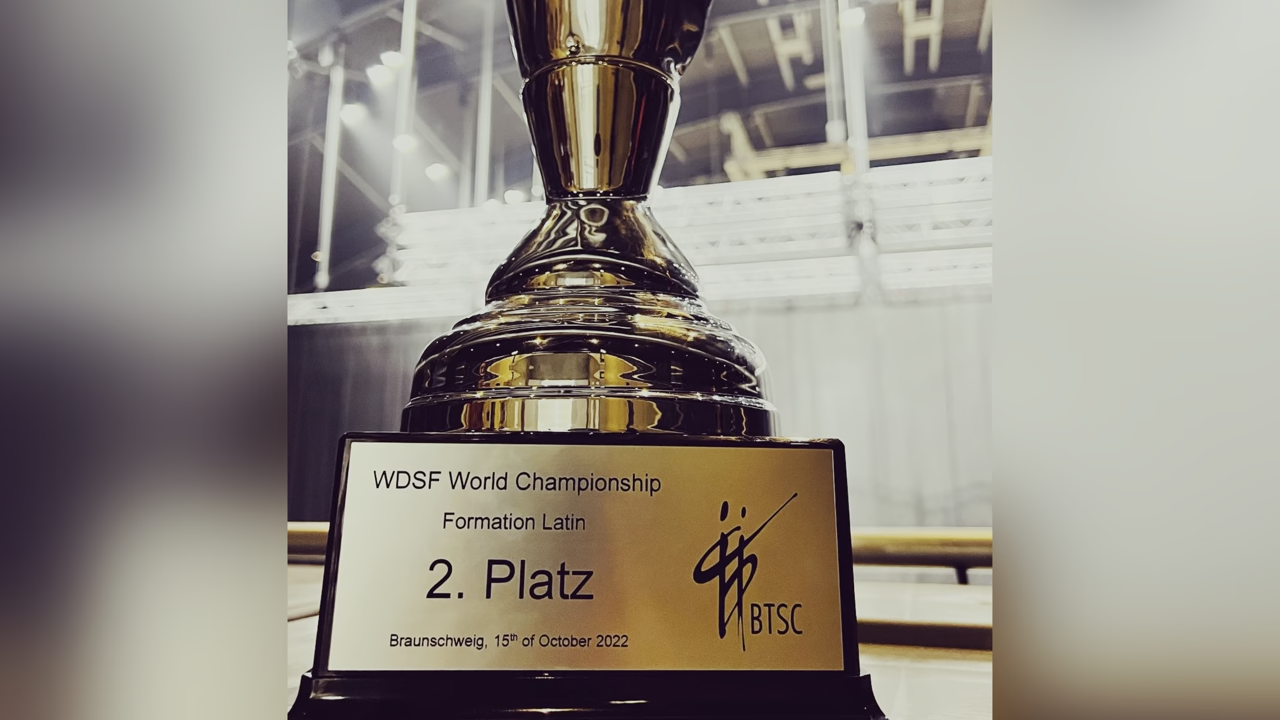 WDSF World Championship
Formation Latin
2. Platz
Braunschweig, 15th of October 2022
BTSC